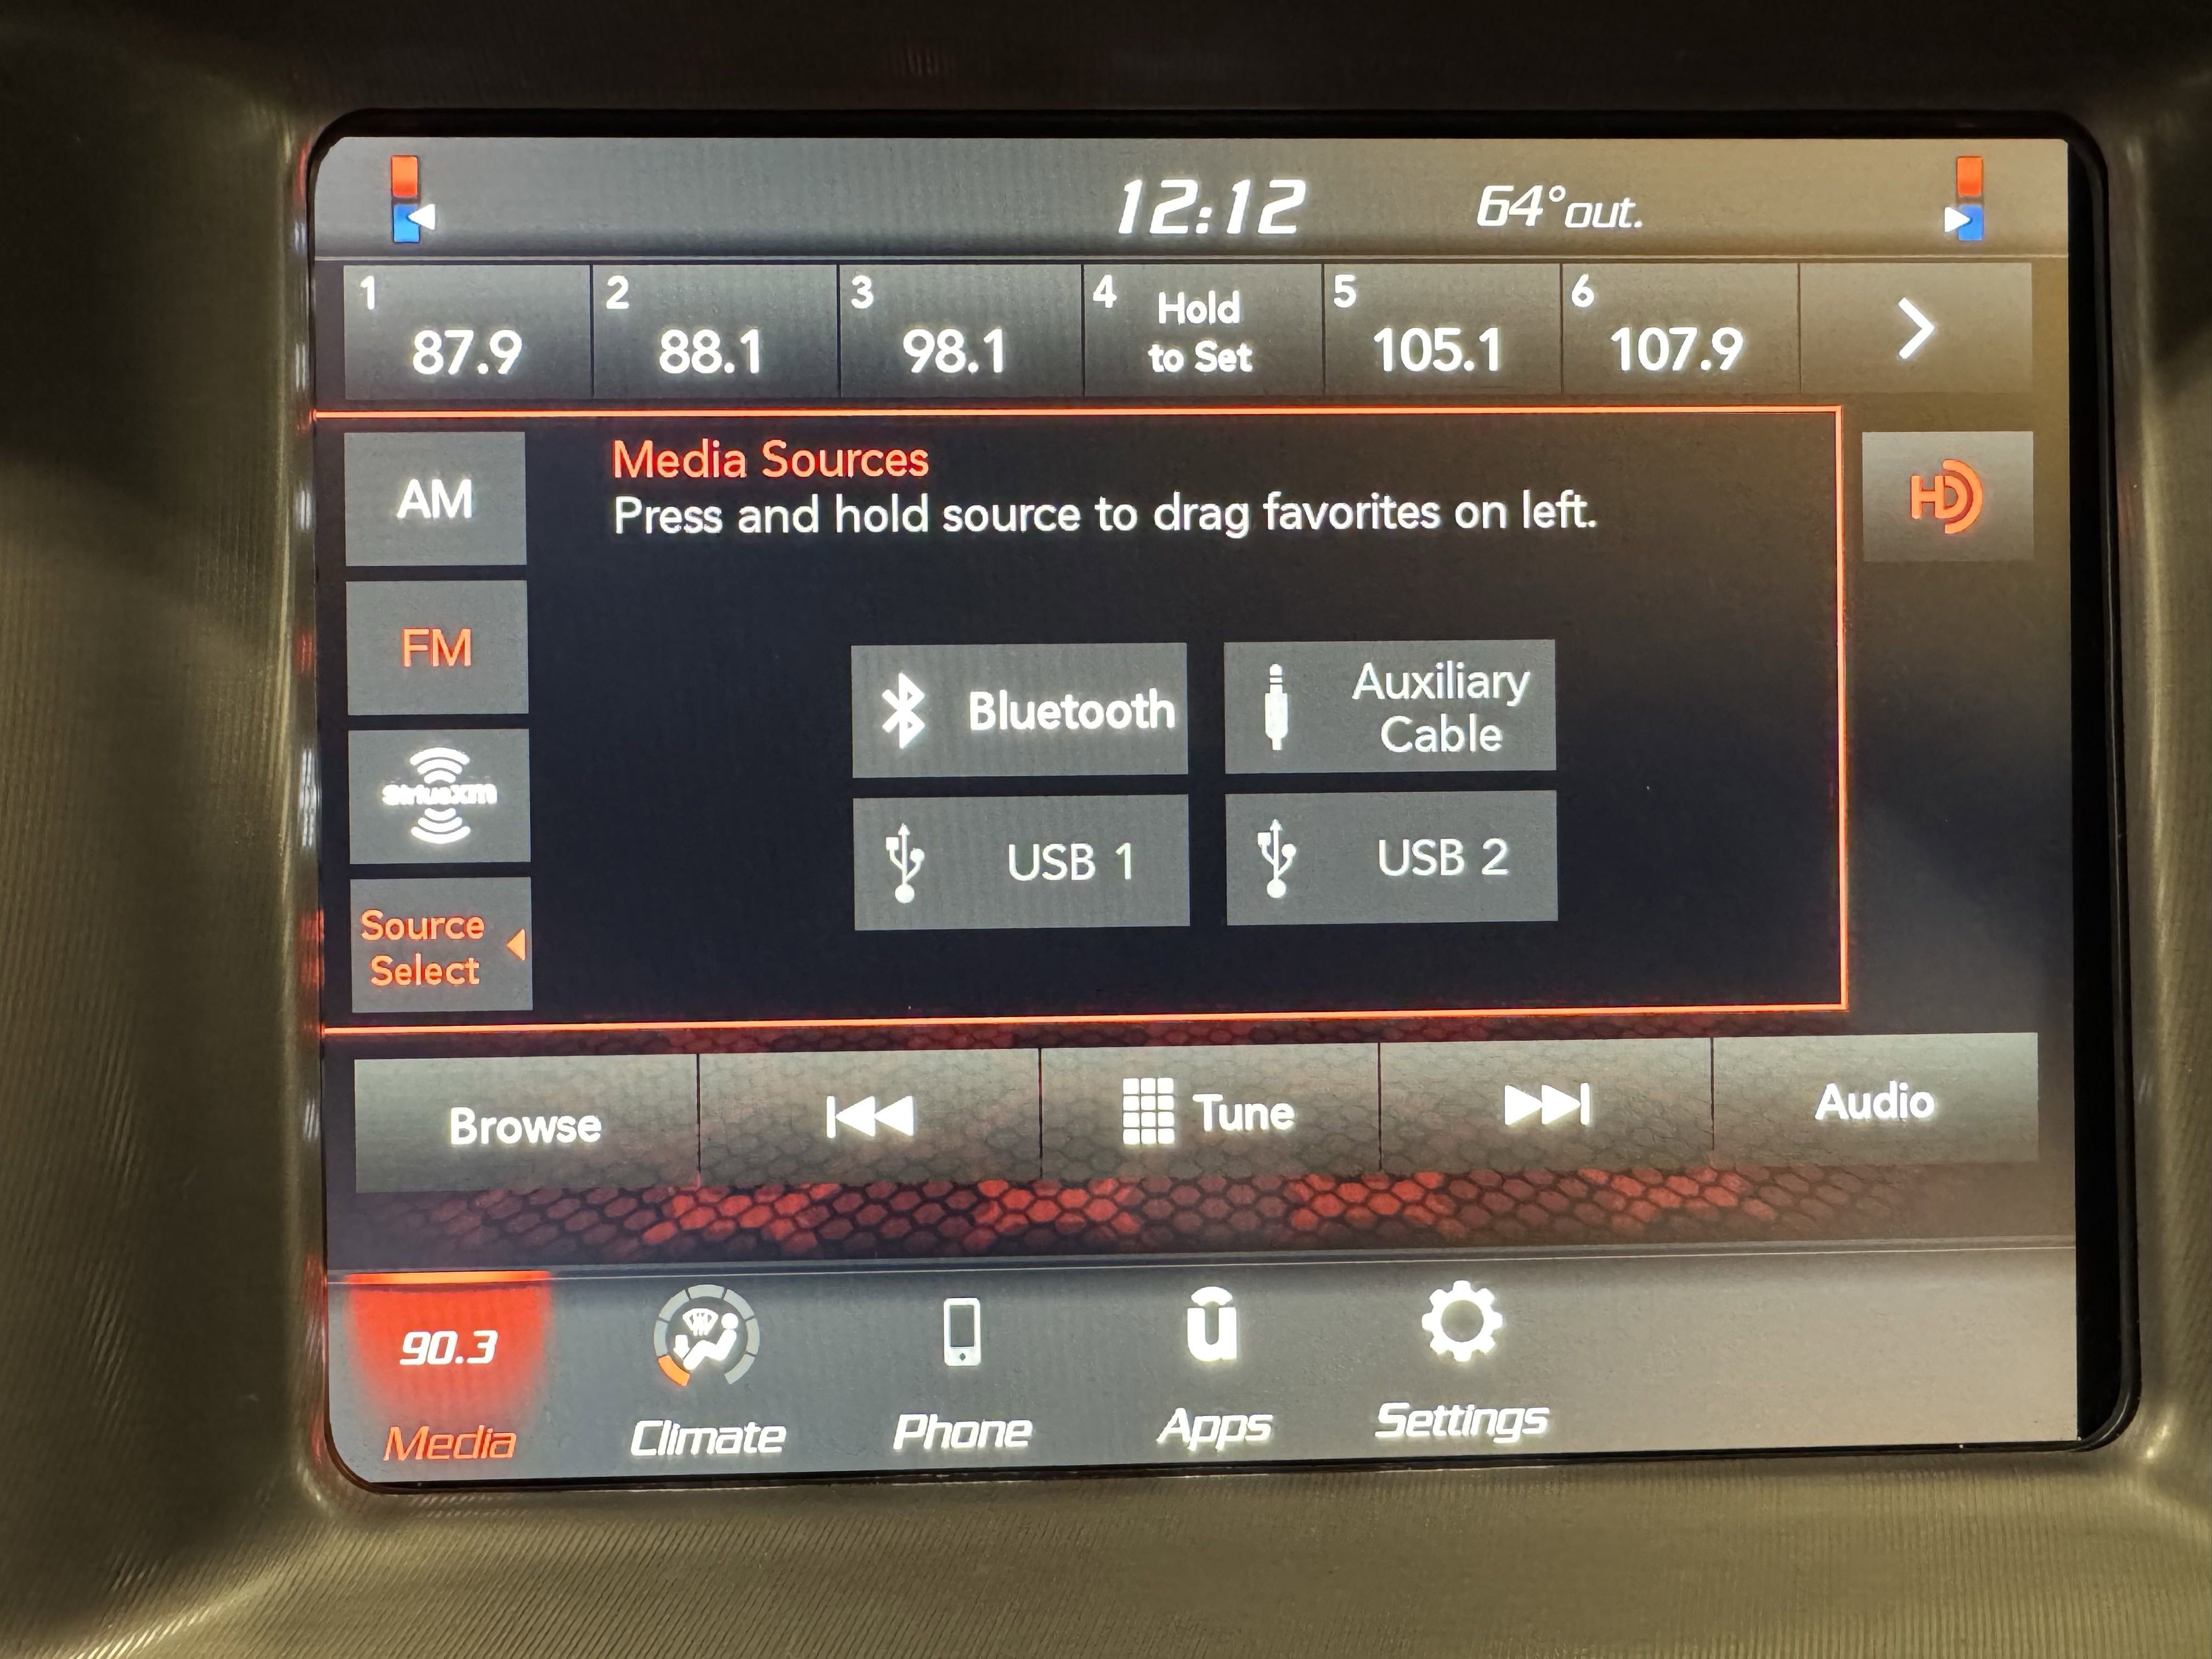 12:12 64°out.
1 2 3 4 Hold 5 6
87.9 88.1 98.1 to Set 105.1 107.9
AM
Media Sources
Press and hold source to drag favorites on left.
HD
FM
Bluetooth
Auxiliary
Cable
siriusxm
USB 1
USB 2
Source
Select
Browse
Tune
Audio
90.3
u
Media
Climate
Phone
Apps
Settings